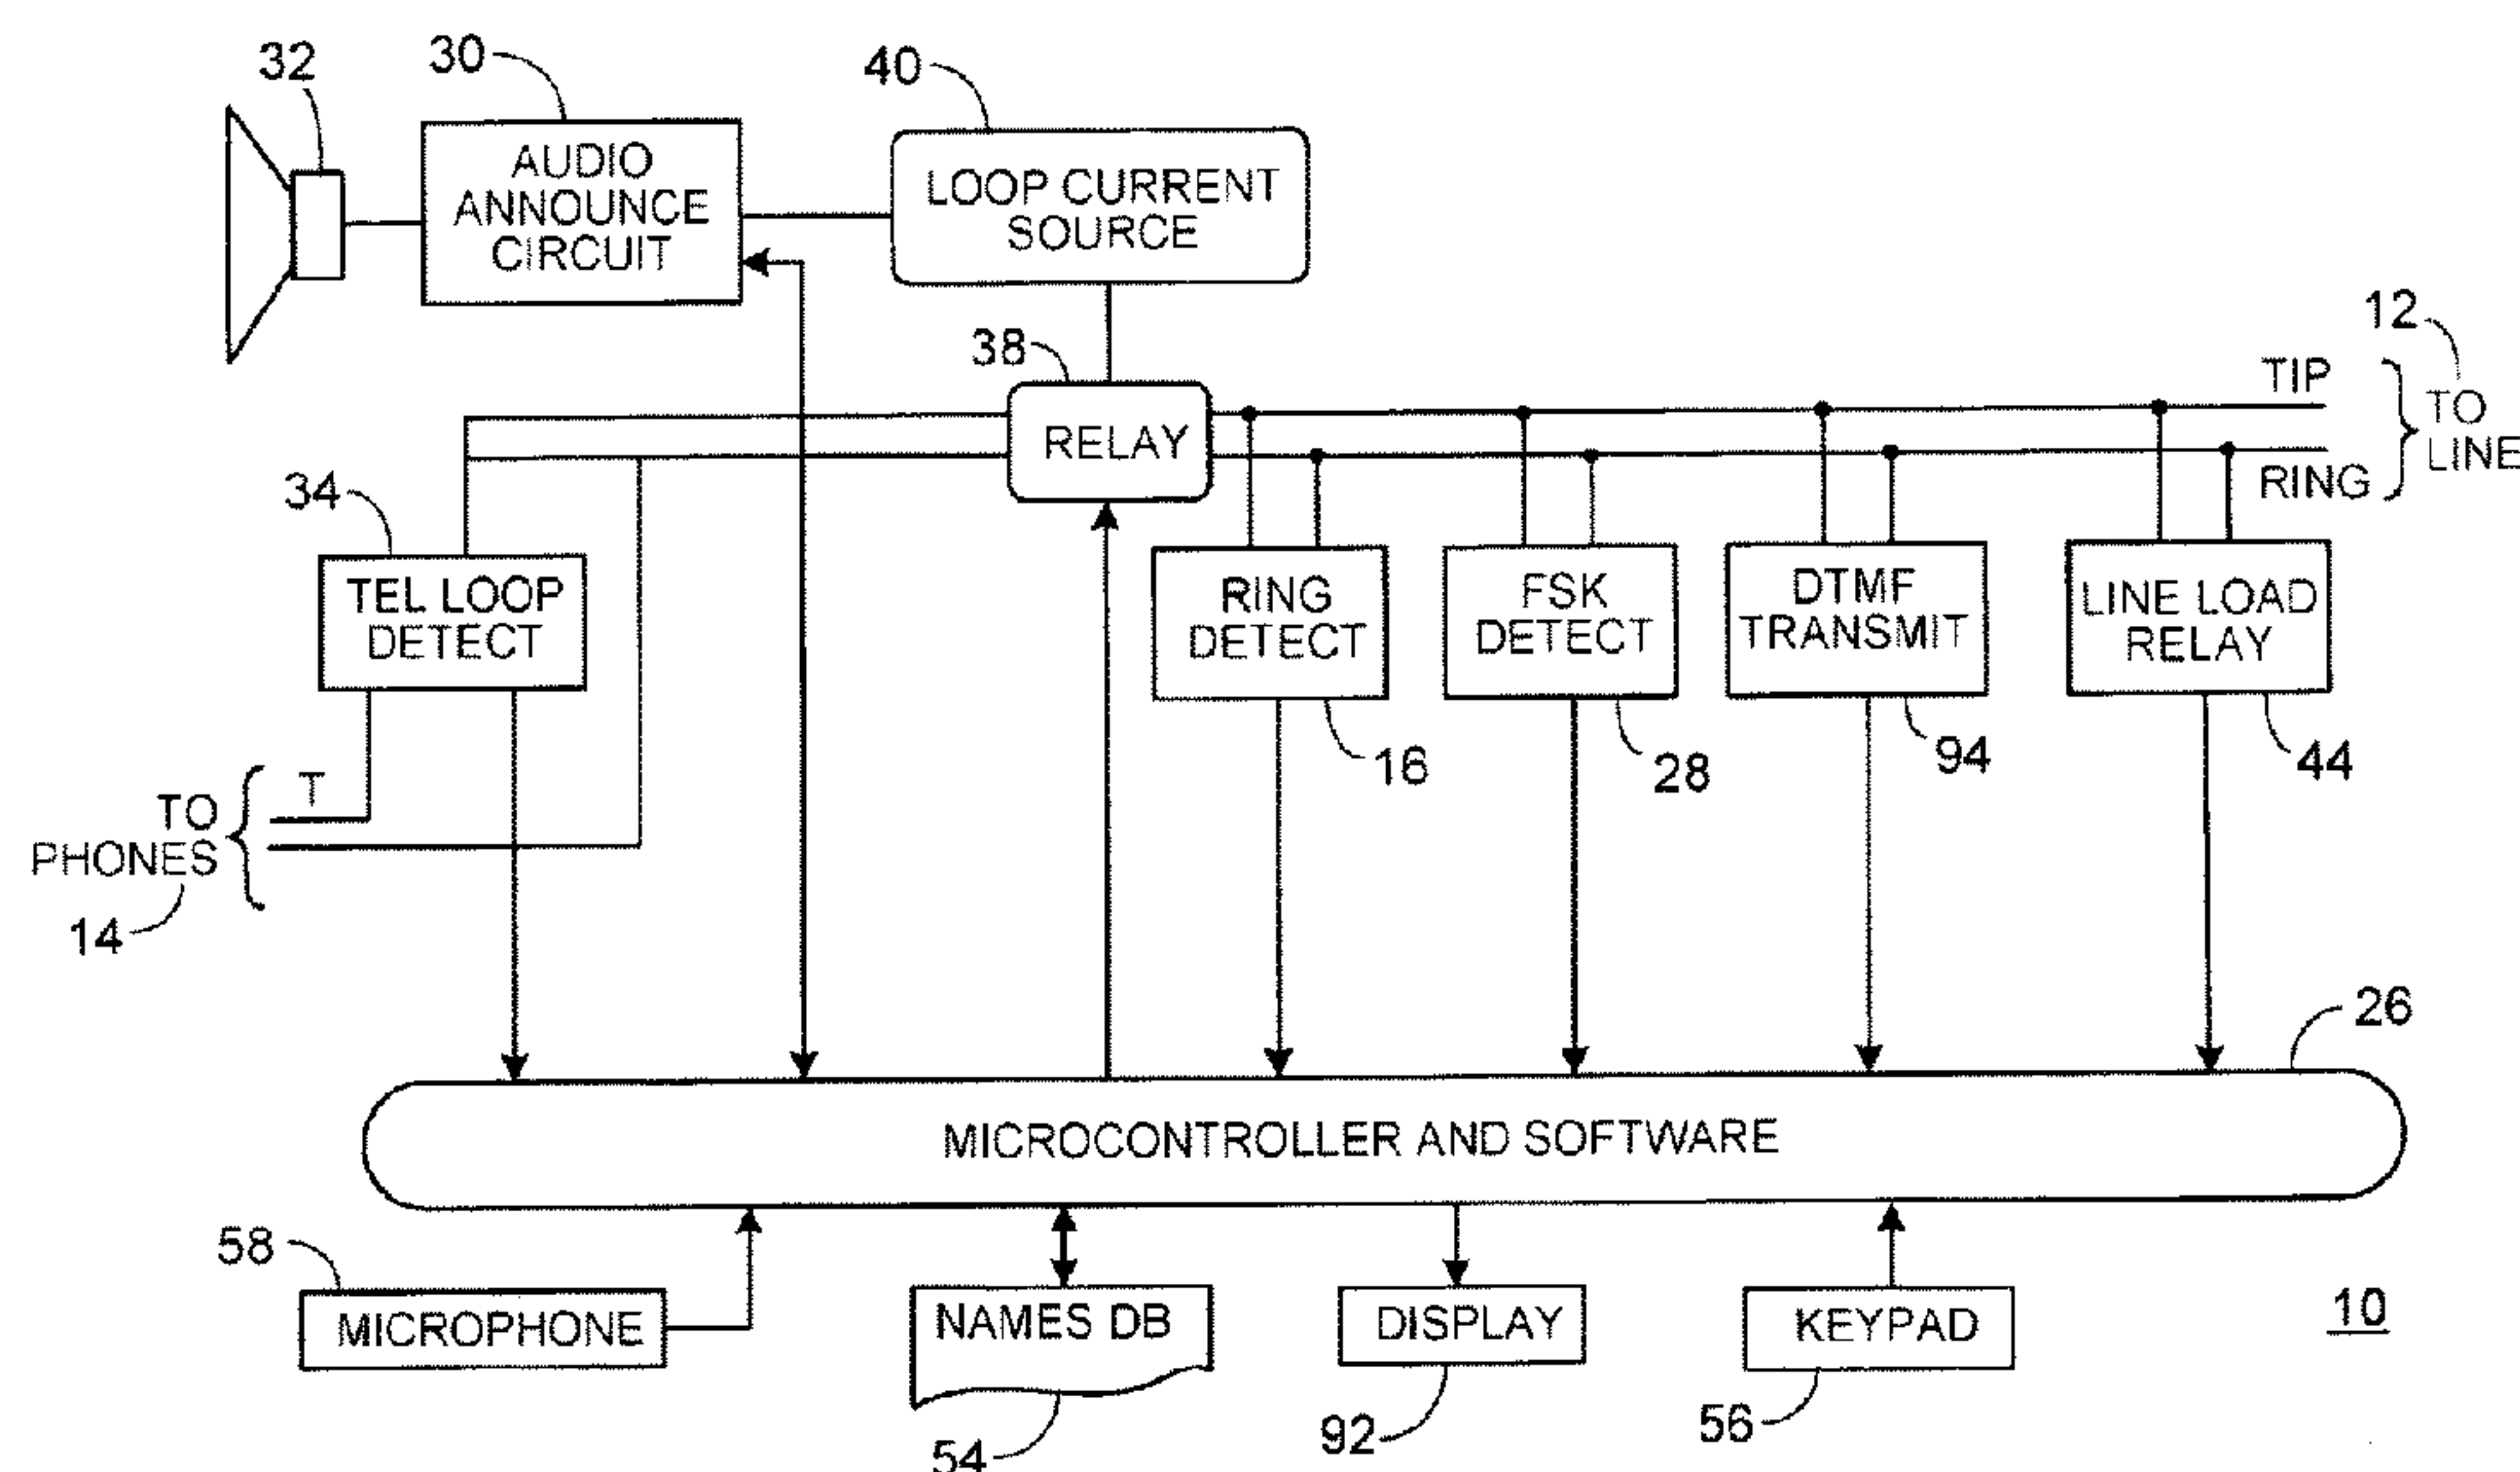 32
30
40
AUDIO
ANNOUNCE
CIRCUIT
LOOP CURRENT
SOURCE
38
12
TIP
TO
LINE
RING
RELAY
34
TEL LOOP
DETECT
RING
DETECT
FSK
DETECT
DTMF
TRANSMIT
LINE LOAD
RELAY
16
28
94
44
T
TO
PHONES
14
26
MICROCONTROLLER AND SOFTWARE
58
MICROPHONE
NAMES DB
DISPLAY
KEYPAD
10
54
92
56